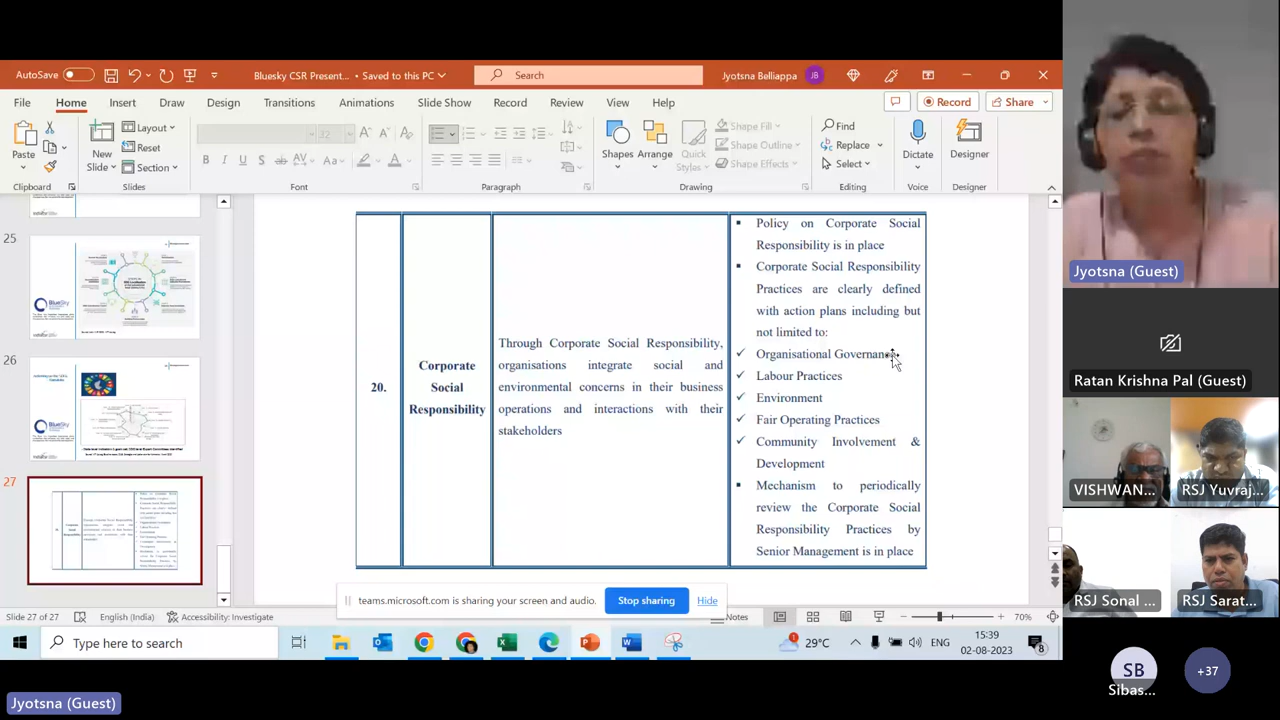 AutoSave
Bluesky CSR Present... • Saved to this PC
Search
Jyotsna Belliappa
JB
File
Home
Insert
Draw
Design
Transitions
Animations
Slide Show
Record
Review
View
Help
Record
Share
Paste
New
Slide
Layout
Reset
Section
Shapes
Arrange
Quick
Styles
Shape Fill
Shape Outline
Shape Effects
Find
Replace
Select
Dictate
Designer
Clipboard
Slides
Font
Paragraph
Drawing
Editing
Voice
Designer
25
26
27
BlueSky
BlueSky
20.
Corporate
Social
Responsibility
Through Corporate Social Responsibility,
organisations integrate social and
environmental concerns in their business
operations and interactions with their
stakeholders
Policy on Corporate Social
Responsibility is in place
Corporate Social Responsibility
Practices are clearly defined
with action plans including but
not limited to:
✓ Organisational Governance
✓ Labour Practices
✓ Environment
✓ Fair Operating Practices
✓ Community Involvement &
Development
Mechanism to periodically
review the Corporate Social
Responsibility Practices by
Senior Management is in place
teams.microsoft.com is sharing your screen and audio.
Stop sharing
Hide
Slide 27 of 27
English (India)
Accessibility: Investigate
Notes
70%
Type here to search
29°C
ENG
15:39
02-08-2023
8
Jyotsna (Guest)
Ratan Krishna Pal (Guest)
VISHWAN...
RSJ Yuvraj...
RSJ Sonal ...
RSJ Sarat...
SB
Sibas...
+37
Jyotsna (Guest)